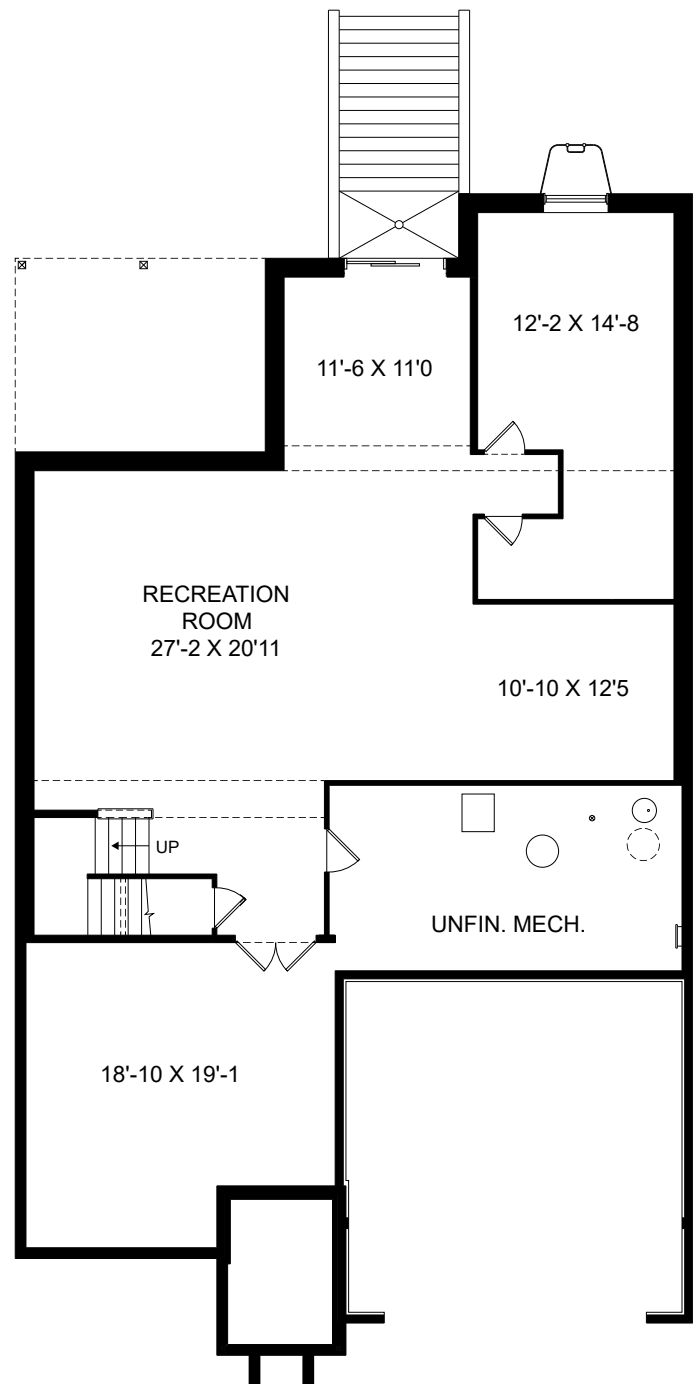 12'-2 X 14'-8
11'-6 X 11'0
RECREATION
ROOM
27'-2 X 20'11
10'-10 X 12'5
UP
UNFIN. MECH.
18'-10 X 19'-1